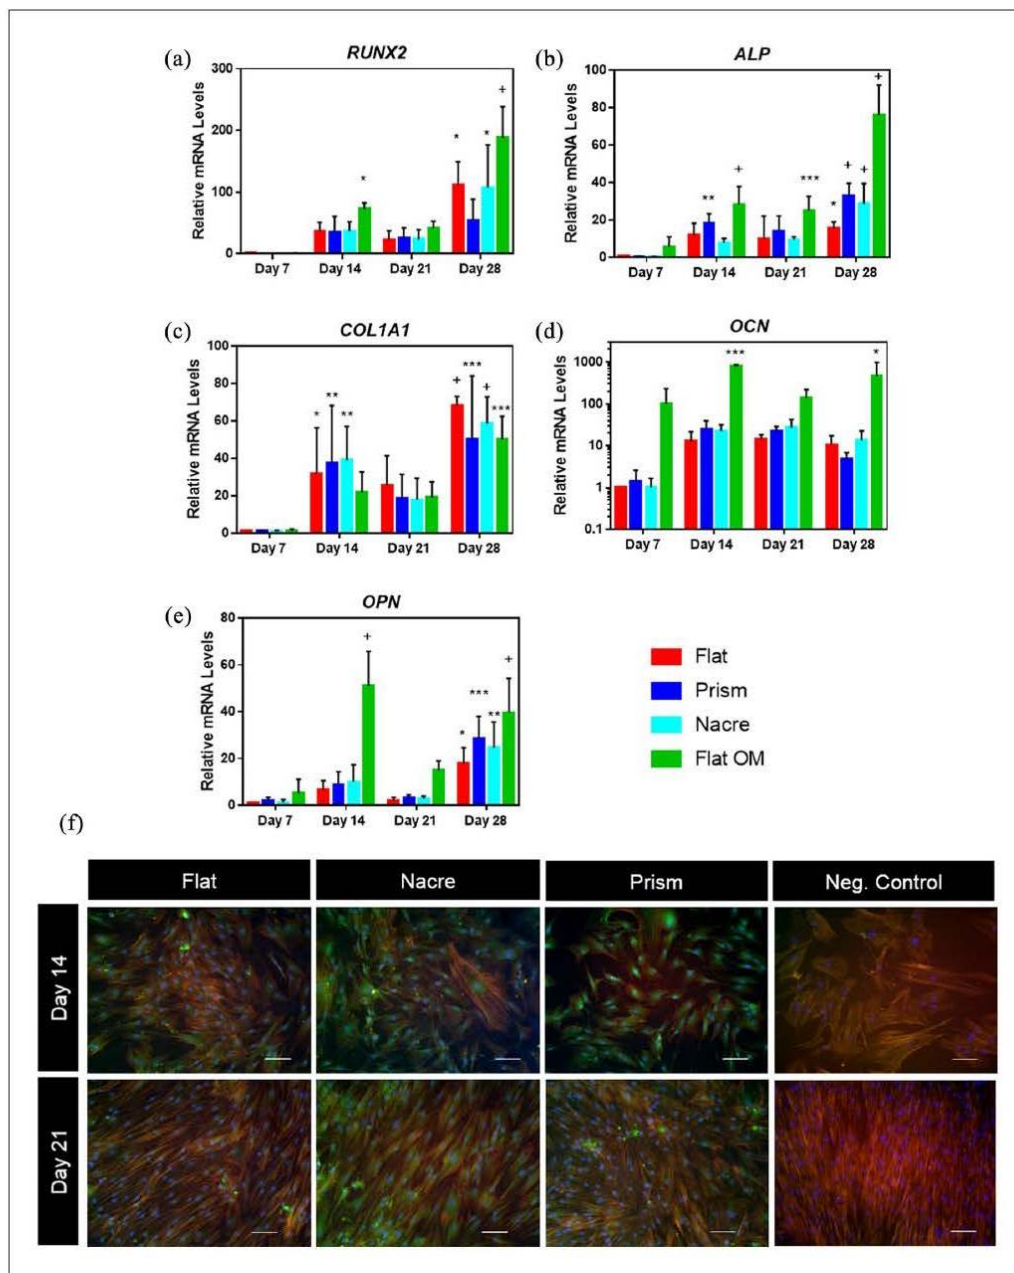 (a)
RUNX2
Relative mRNA Levels
300
200
100
0
* * * +
Day 7 Day 14 Day 21 Day 28
(b)
ALP
Relative mRNA Levels
100
80
60
40
20
0
** + *** * + + +
Day 7 Day 14 Day 21 Day 28
(c)
COL1A1
Relative mRNA Levels
100
80
60
40
20
0
* ** ** + *** + ***
Day 7 Day 14 Day 21 Day 28
(d)
OCN
Relative mRNA Levels
1000
100
10
1
0.1
*** *
Day 7 Day 14 Day 21 Day 28
(e)
OPN
Relative mRNA Levels
80
60
40
20
0
+ * *** ** +
Day 7 Day 14 Day 21 Day 28
Flat
Prism
Nacre
Flat OM
(f)
Flat Nacre Prism Neg. Control
Day 14
Day 21